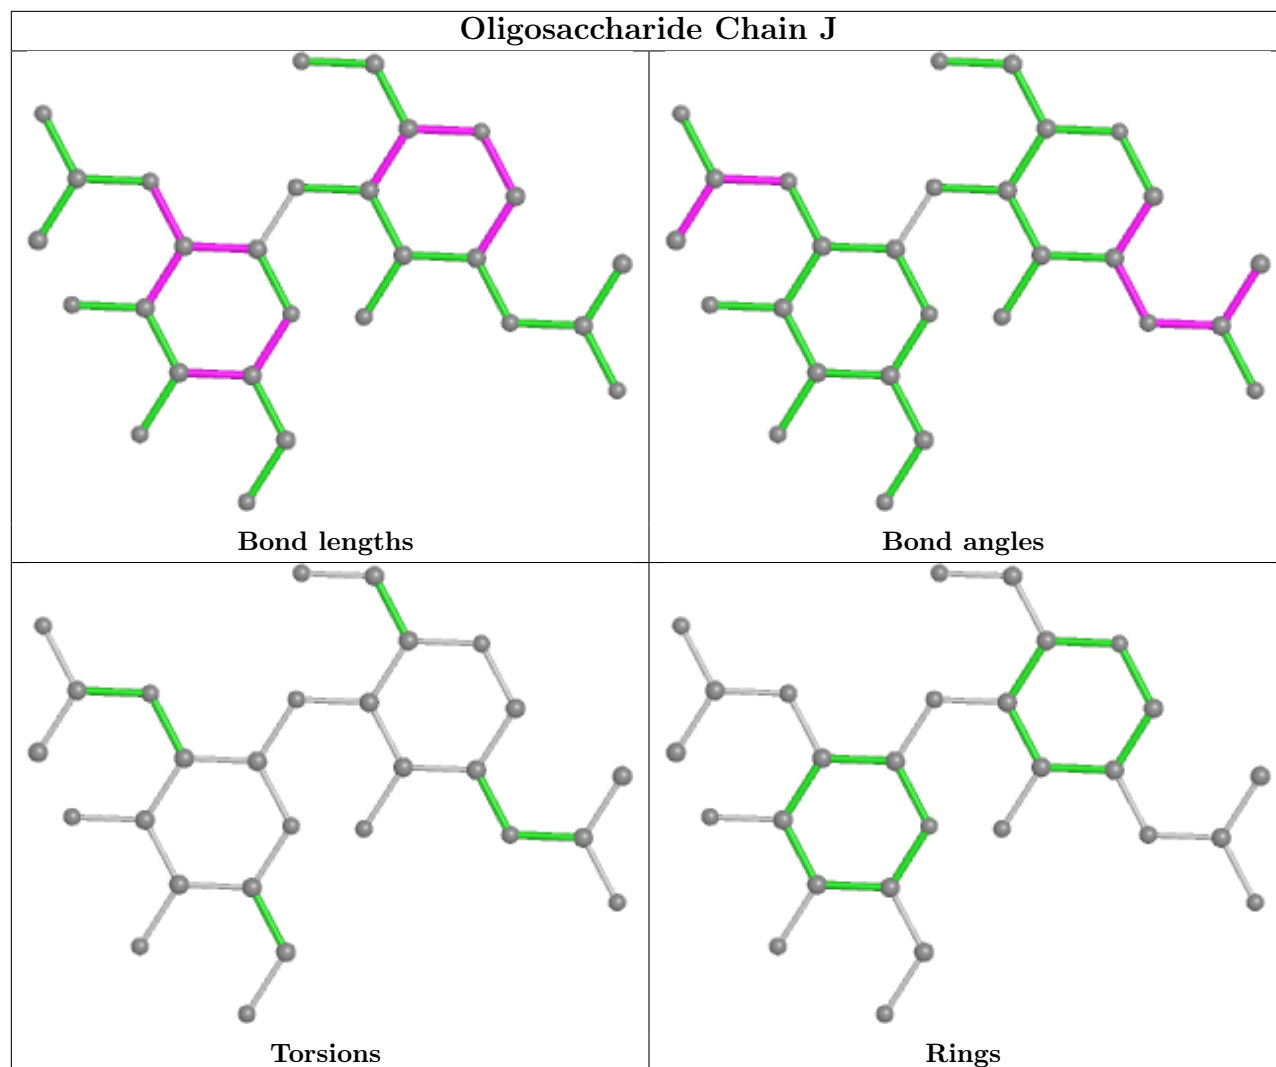 Oligosaccharide Chain J
Bond lengths
Bond angles
Torsions
Rings